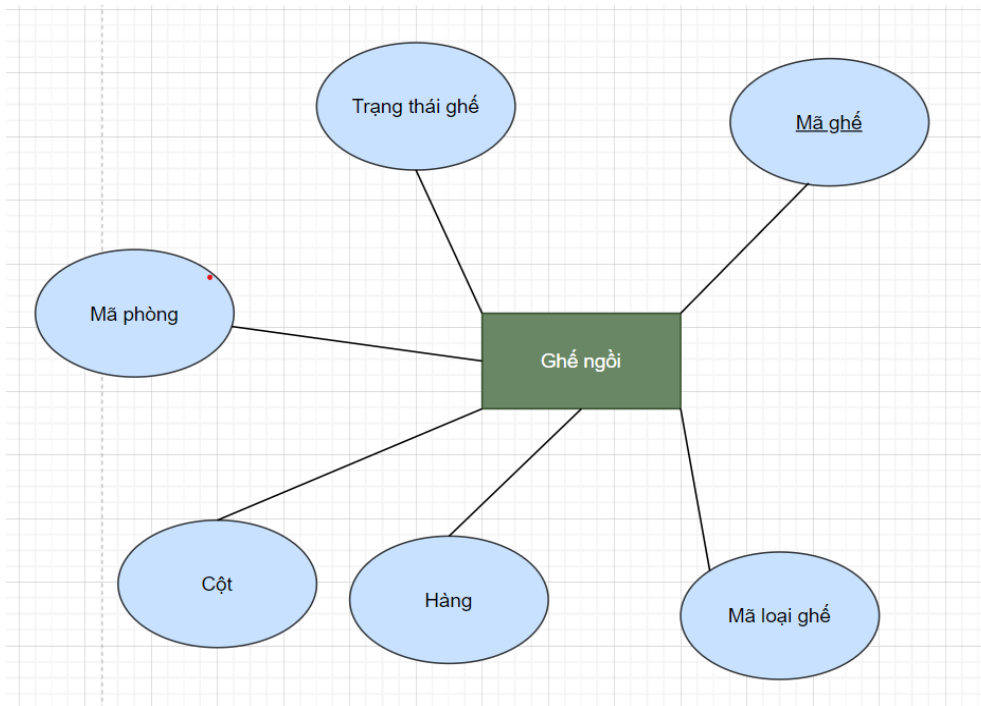 Trạng thái ghế
Mã ghế
Mã phòng
Ghế ngồi
Cột
Hàng
Mã loại ghế